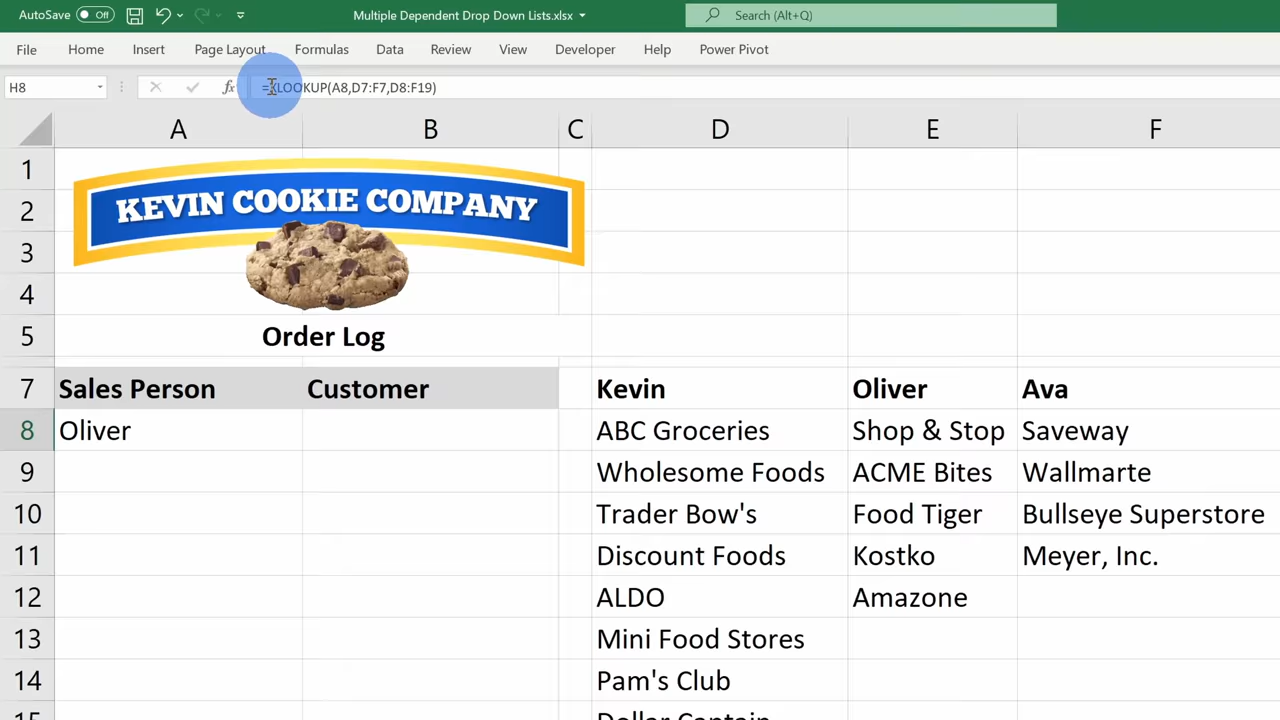 AutoSave Off Multiple Dependent Drop Down Lists.xlsx Search (Alt+Q)
File Home Insert Page Layout Formulas Data Review View Developer Help Power Pivot
H8 fx =XLOOKUP(A8,D7:F7,D8:F19)
A B C D E F
1
2
3
4
5
KEVIN COOKIE COMPANY
Order Log
7 Sales Person Customer Kevin Oliver Ava
8 Oliver ABC Groceries Shop & Stop Saveway
9 Wholesome Foods ACME Bites Wallmarte
10 Trader Bow's Food Tiger Bullseye Superstore
11 Discount Foods Kostko Meyer, Inc.
12 ALDO Amazone
13 Mini Food Stores
14 Pam's Club